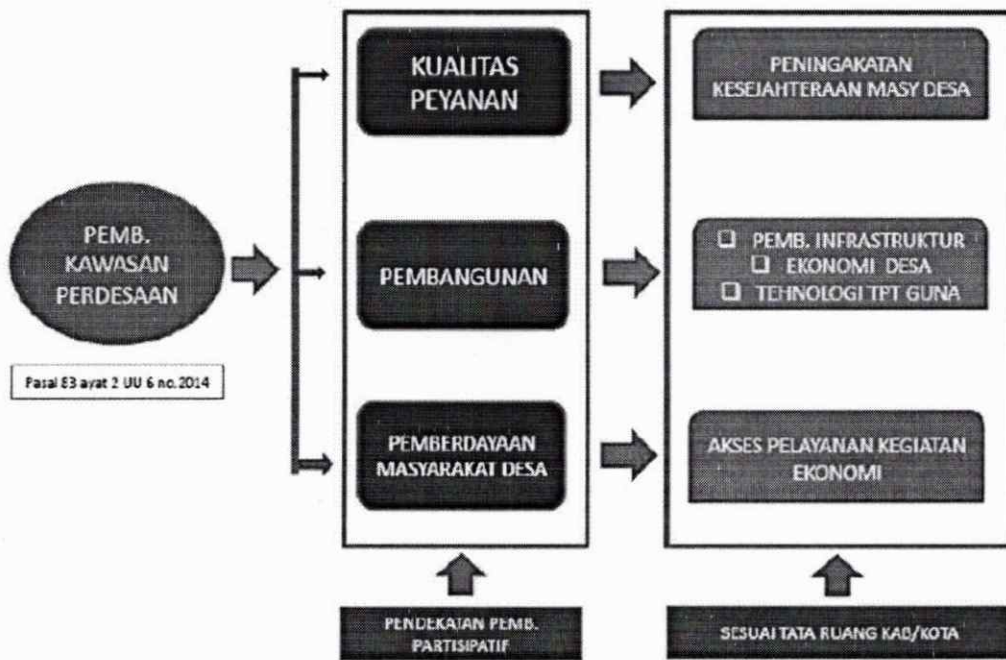 PEMB.
KAWASAN
PERDESAAN
Pasal 83 ayat 2 UU 6 no.2014
KUALITAS
PEYANAN
PEMBANGUNAN
PEMBERDAYAAN
MASYARAKAT DESA
PENDEKATAN PEMB.
PARTISIPATIF
PENINGAKATAN
KESEJAHTERAAN MASY DESA
❑ PEMB. INFRASTRUKTUR
❑ EKONOMI DESA
❑ TEHNOLOGI TPT GUNA
AKSES PELAYANAN KEGIATAN
EKONOMI
SESUAI TATA RUANG KAB/KOTA